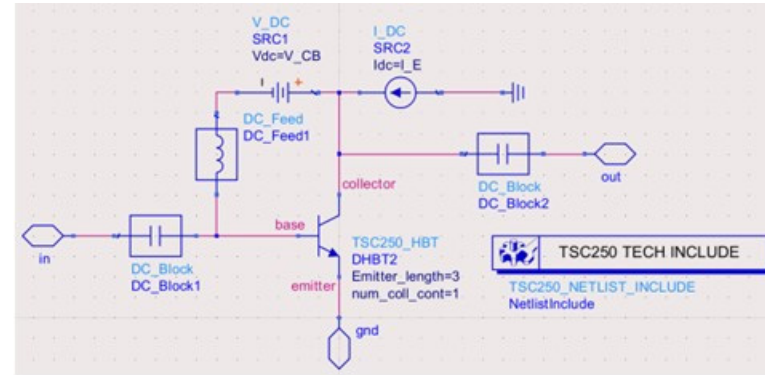 V_DC
SRC1
Vdc=V_CB
I_DC
SRC2
Idc=I_E
- +
DC_Feed
DC_Feed1
collector
DC_Block
DC_Block2
out
base
in
DC_Block
DC_Block1
TSC250_HBT
DHBT2
Emitter_length=3
num_coll_cont=1
emitter
gnd
TSC250 TECH INCLUDE
TSC250_NETLIST_INCLUDE
NetlistInclude